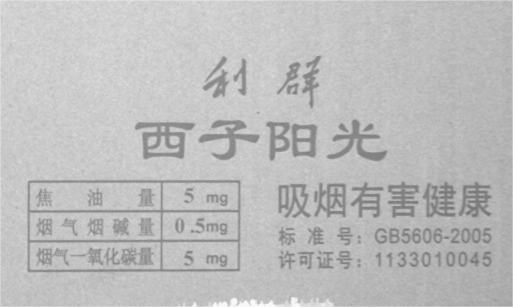 利群
西子阳光
焦油量 5 mg
烟气烟碱量 0.5mg
烟气一氧化碳量 5 mg
吸烟有害健康
标准号: GB5606-2005
许可证号: 1133010045